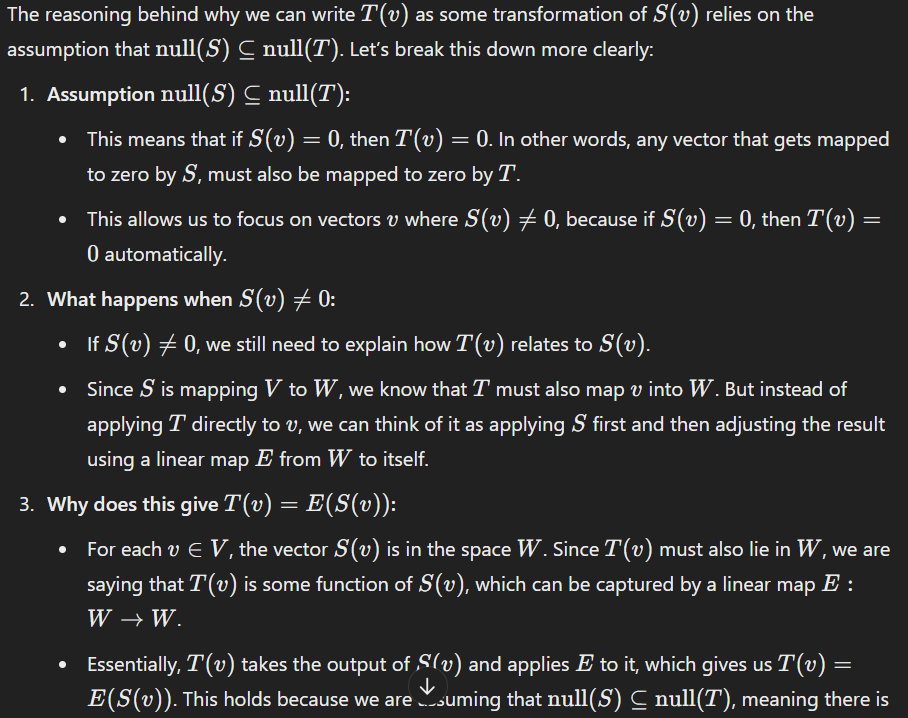 The reasoning behind why we can write T(v) as some transformation of S(v) relies on the
assumption that null(S) ⊆ null(T). Let's break this down more clearly:
1. Assumption null(S) ⊆ null(T):
• This means that if S(v) = 0, then T(v) = 0. In other words, any vector that gets mapped
to zero by S, must also be mapped to zero by T.
• This allows us to focus on vectors v where S(v) ≠ 0, because if S(v) = 0, then T(v) =
0 automatically.
2. What happens when S(v) ≠ 0:
• If S(v) ≠ 0, we still need to explain how T(v) relates to S(v).
• Since S is mapping V to W, we know that T must also map v into W. But instead of
applying T directly to v, we can think of it as applying S first and then adjusting the result
using a linear map E from W to itself.
3. Why does this give T(v) = E(S(v)):
• For each v ∈ V, the vector S(v) is in the space W. Since T(v) must also lie in W, we are
saying that T(v) is some function of S(v), which can be captured by a linear map E :
W → W.
• Essentially, T(v) takes the output of S(v) and applies E to it, which gives us T(v) =
E(S(v)). This holds because we are assuming that null(S) ⊆ null(T), meaning there is